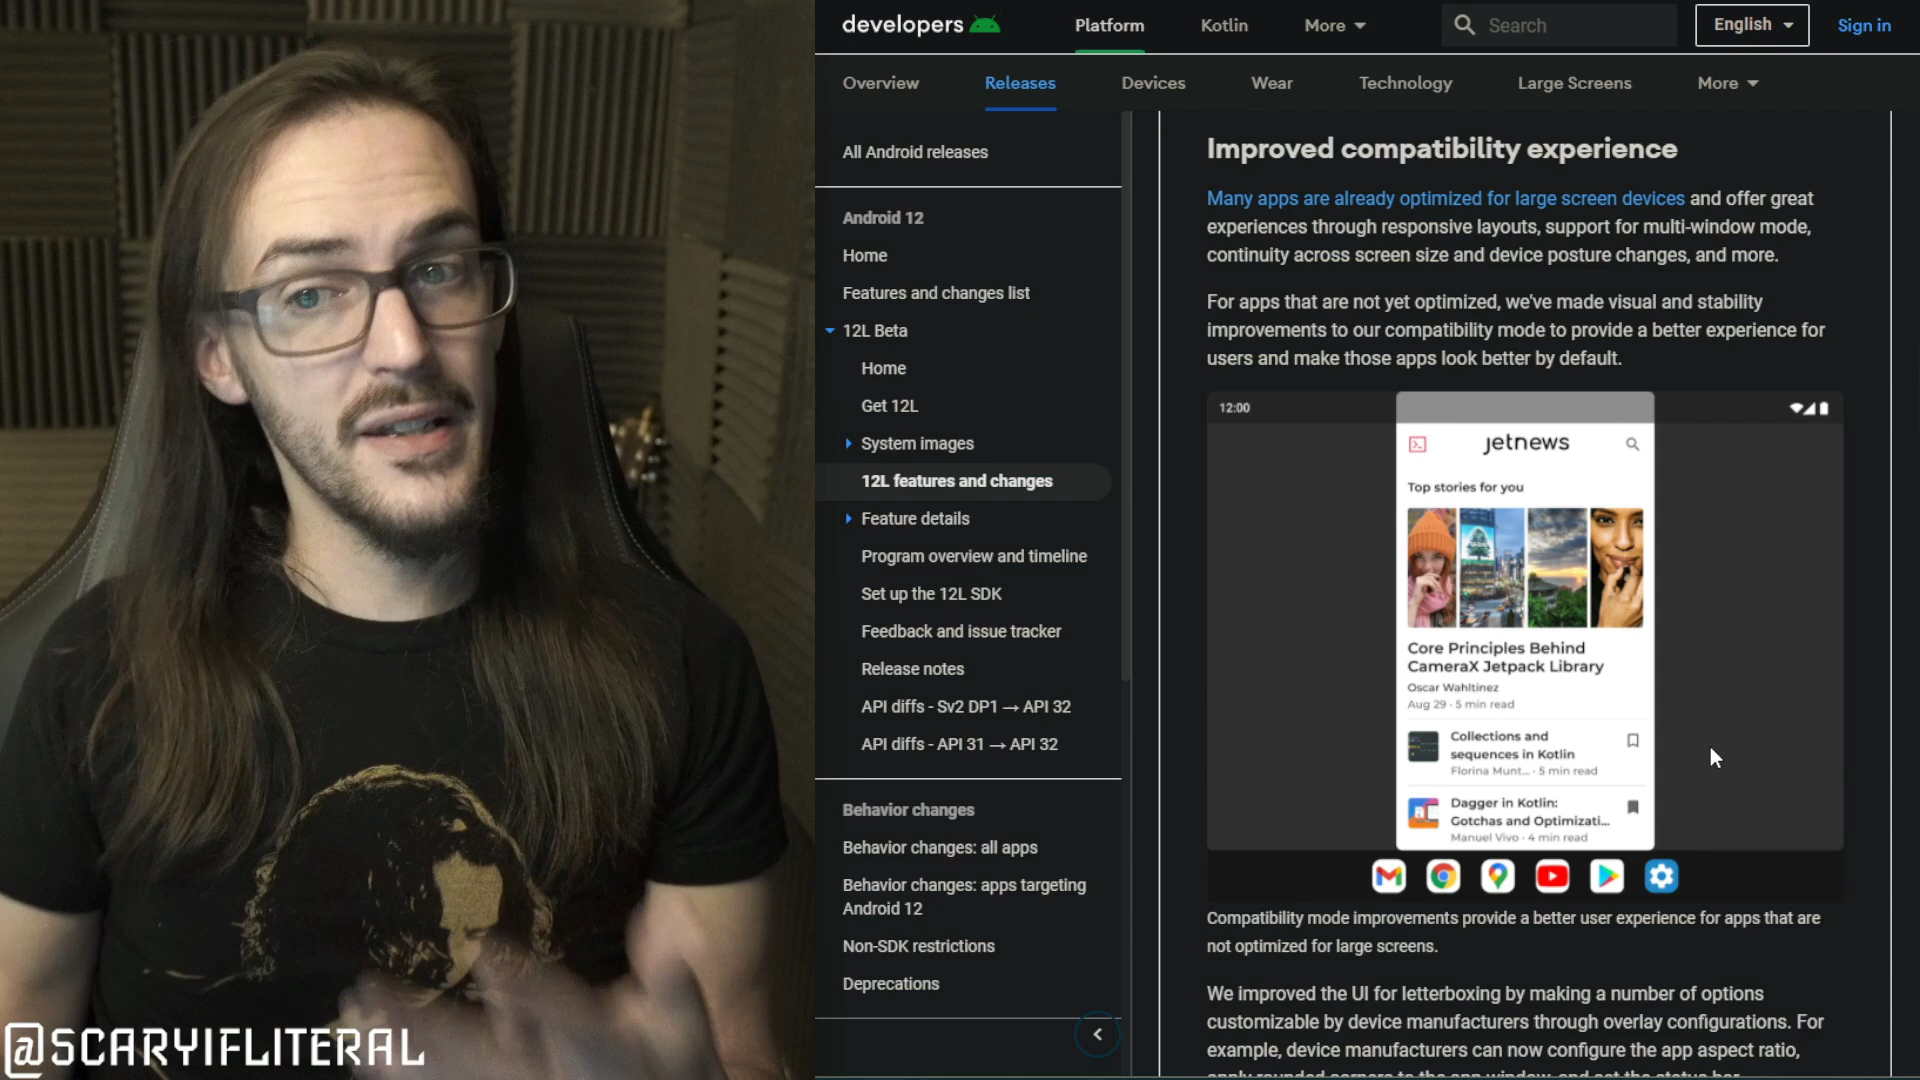 developers
Platform
Kotlin
More
Search
English
Sign in
Overview
Releases
Devices
Wear
Technology
Large Screens
More
All Android releases
Android 12
Home
Features and changes list
12L Beta
Home
Get 12L
System images
12L features and changes
Feature details
Program overview and timeline
Set up the 12L SDK
Feedback and issue tracker
Release notes
API diffs - Sv2 DP1 → API 32
API diffs - API 31 → API 32
Behavior changes
Behavior changes: all apps
Behavior changes: apps targeting
Android 12
Non-SDK restrictions
Deprecations
Improved compatibility experience
Many apps are already optimized for large screen devices and offer great
experiences through responsive layouts, support for multi-window mode,
continuity across screen size and device posture changes, and more.
For apps that are not yet optimized, we've made visual and stability
improvements to our compatibility mode to provide a better experience for
users and make those apps look better by default.
12:00
jetnews
Top stories for you
Core Principles Behind
CameraX Jetpack Library
Oscar Wahltinez
Aug 29 - 5 min read
Collections and
sequences in Kotlin
Florina Munt... · 5 min read
Dagger in Kotlin:
Gotchas and Optimizati...
Manuel Vivo · 4 min read
Compatibility mode improvements provide a better user experience for apps that are
not optimized for large screens.
We improved the UI for letterboxing by making a number of options
customizable by device manufacturers through overlay configurations. For
example, device manufacturers can now configure the app aspect ratio,
apply rounded corners to the app window, and set the status bar
@SCARYIFLITERAL